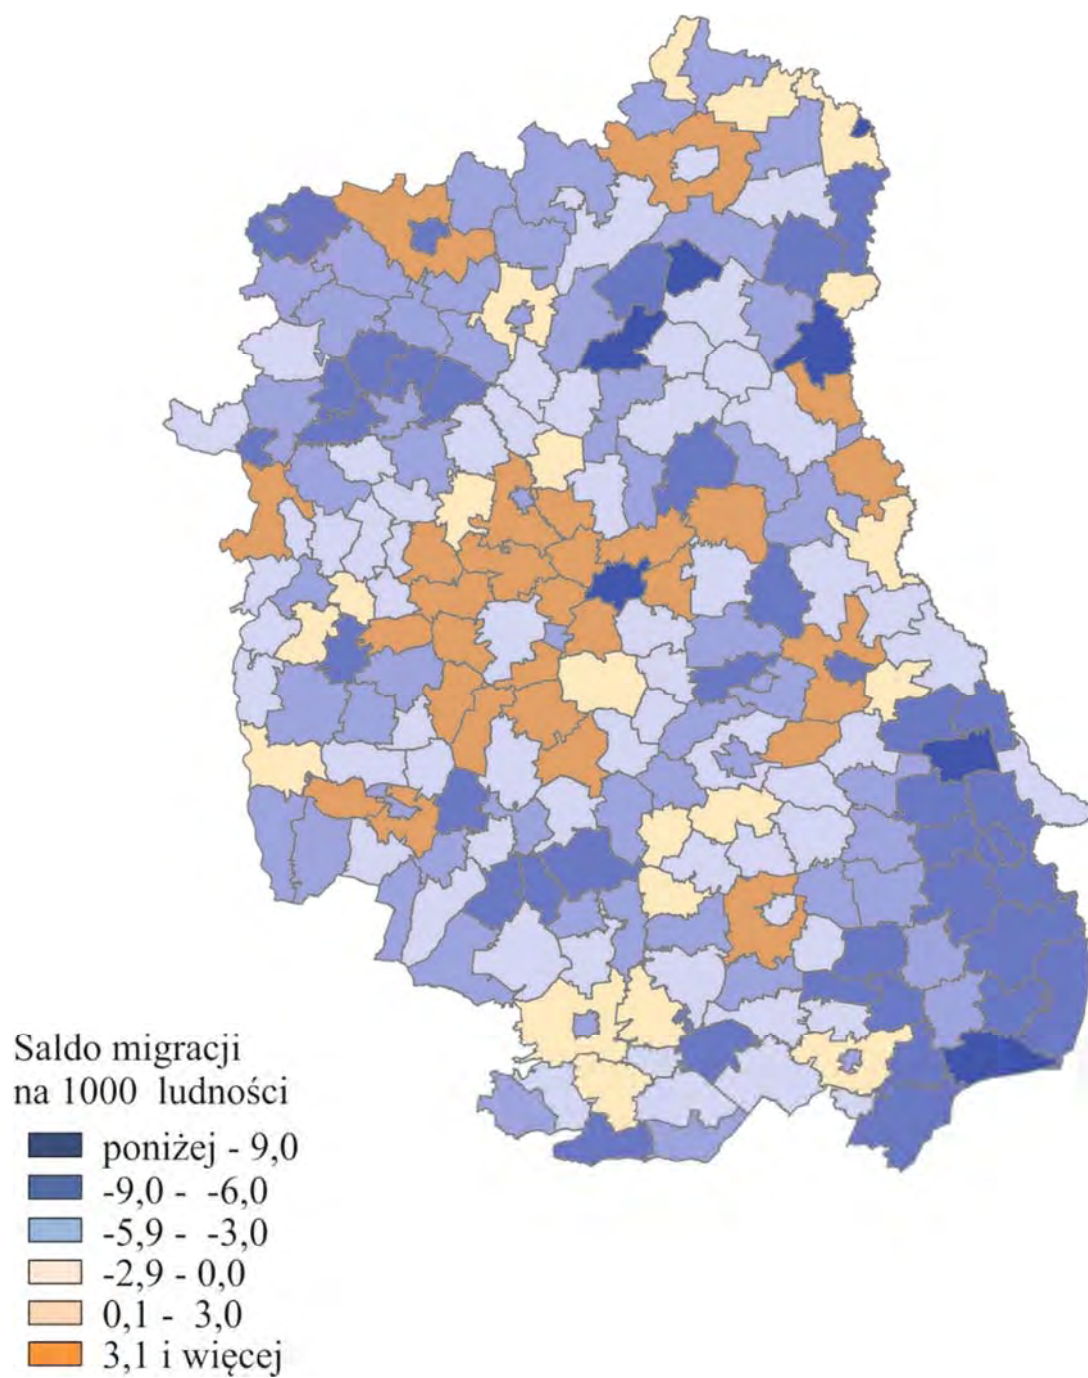 Saldo migracji
na 1000 ludności
poniżej - 9,0
-9,0 - -6,0
-5,9 - -3,0
-2,9 - 0,0
0,1 - 3,0
3,1 i więcej